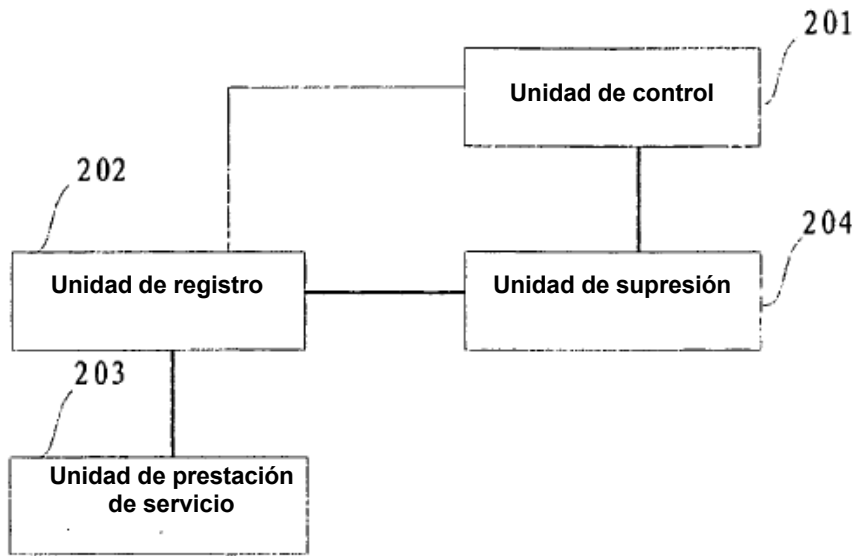 201
Unidad de control
202
204
Unidad de registro
Unidad de supresión
203
Unidad de prestación
de servicio